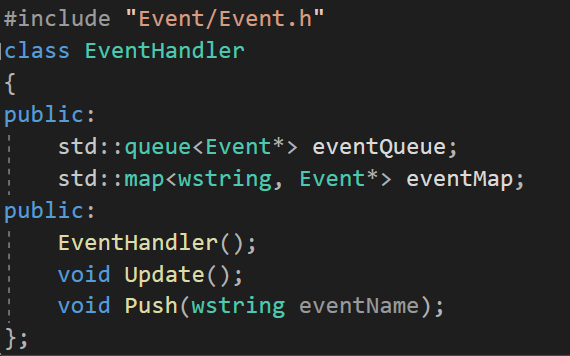 #include "Event/Event.h"
class EventHandler
{
public:
    std::queue<Event*> eventQueue;
    std::map<wstring, Event*> eventMap;
public:
    EventHandler();
    void Update();
    void Push(wstring eventName);
};